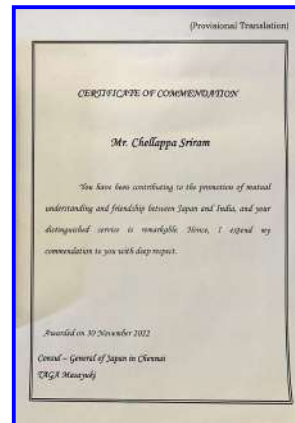 (Provisional Translation)
CERTIFICATE OF COMMENDATION
Mr. Chellappa Sriram
You have been contributing to the promotion of mutual
understanding and friendship between Japan and India, and your
distinguished service is remarkable. Hence, I expend my
commendation to you with deep respect.
Awarded on 30 November 2022
Consul – General of Japan in Chennai
TAGA Masayuki